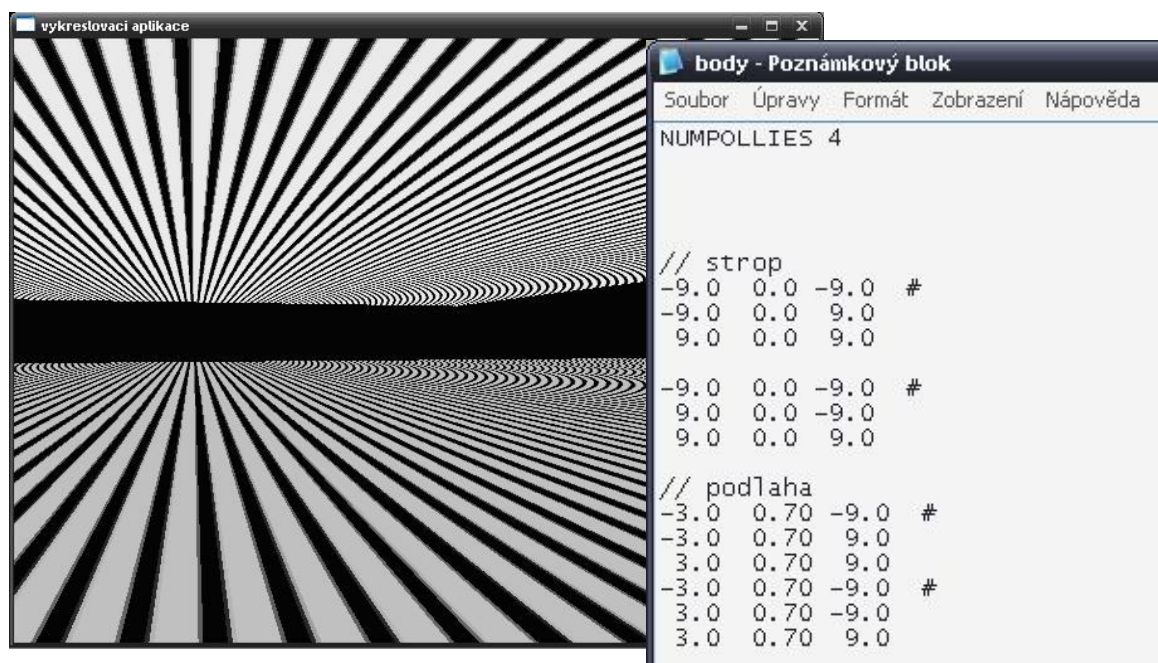 vykreslovaci aplikace
body - Poznámkový blok
Soubor Úpravy Formát Zobrazení Nápověda
NUMPOLLIES 4
// strop
-9.0 0.0 -9.0 #
-9.0 0.0 9.0
9.0 0.0 9.0
-9.0 0.0 -9.0 #
9.0 0.0 -9.0
9.0 0.0 9.0
// podlaha
-3.0 0.70 -9.0 #
-3.0 0.70 9.0
3.0 0.70 9.0
-3.0 0.70 -9.0 #
3.0 0.70 -9.0
3.0 0.70 9.0